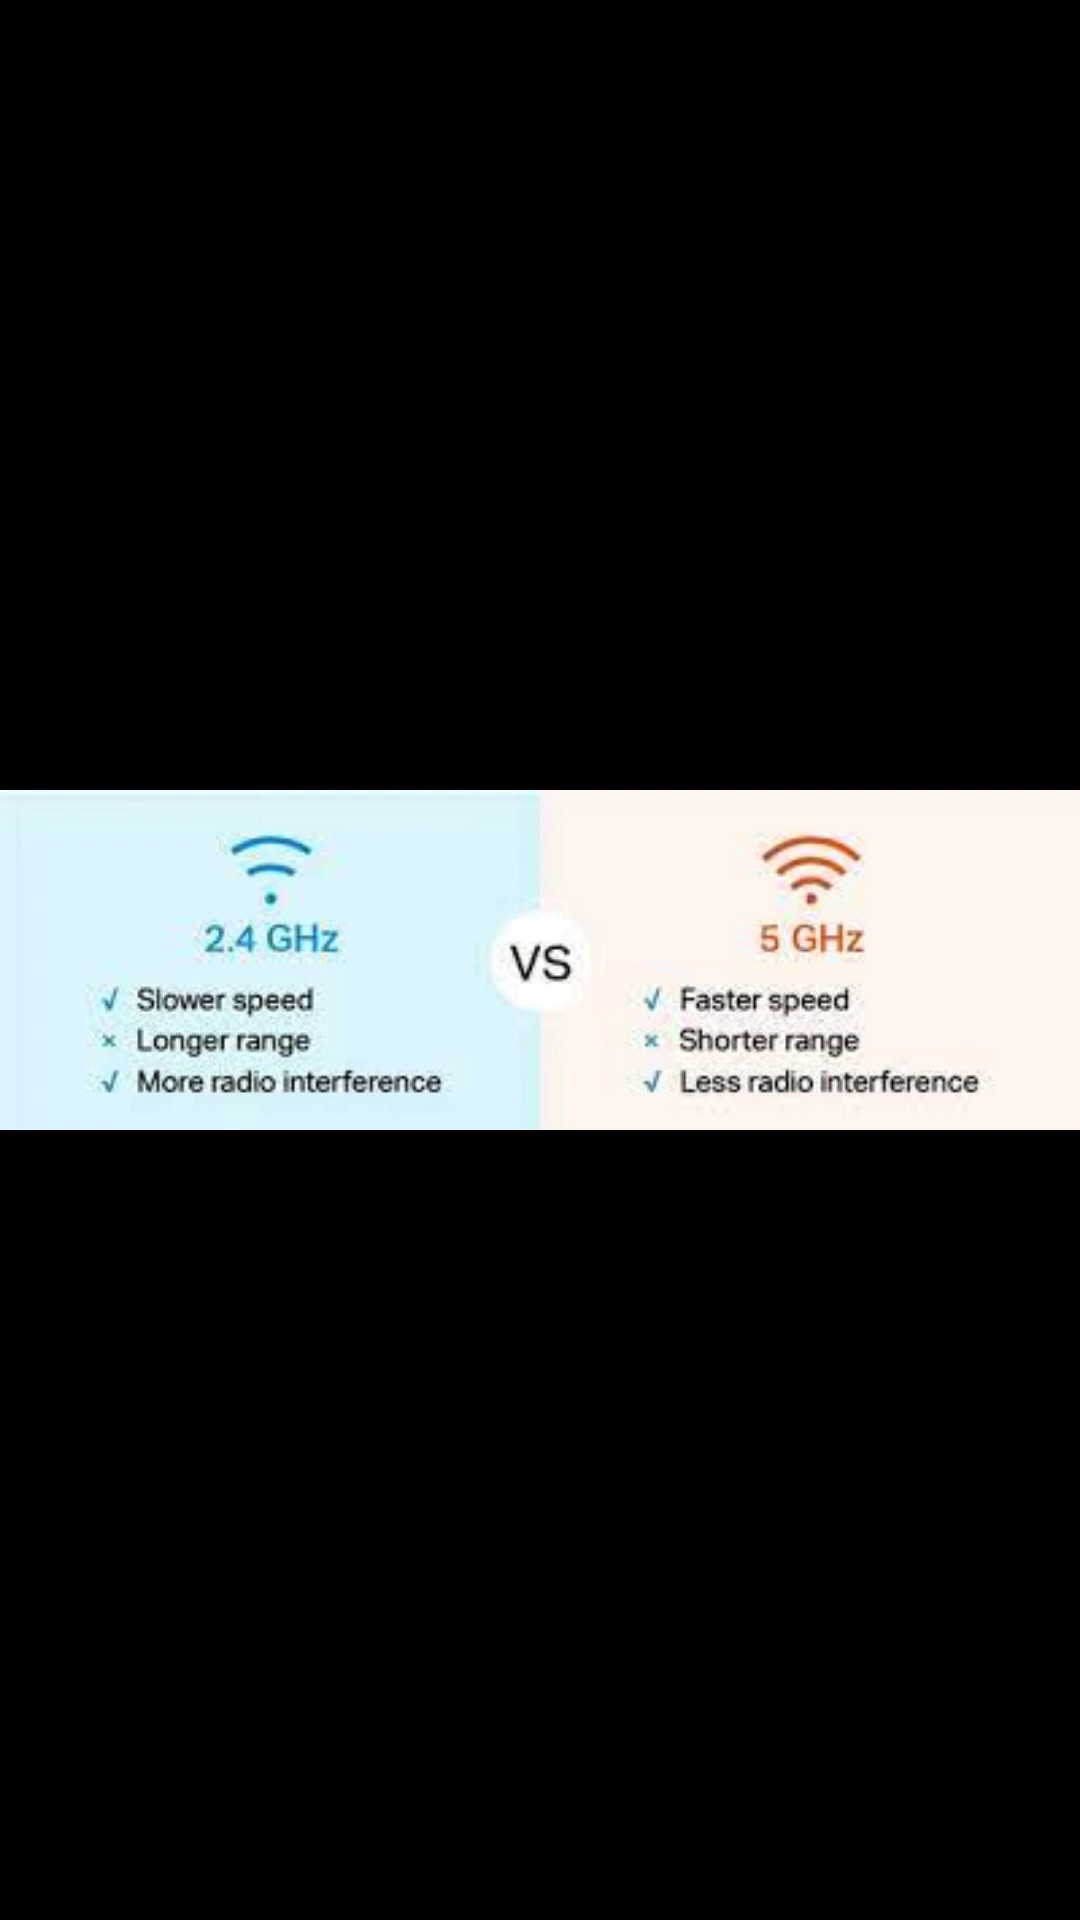 2.4 GHz
√ Slower speed
× Longer range
√ More radio interference
VS
5 GHz
√ Faster speed
× Shorter range
√ Less radio interference